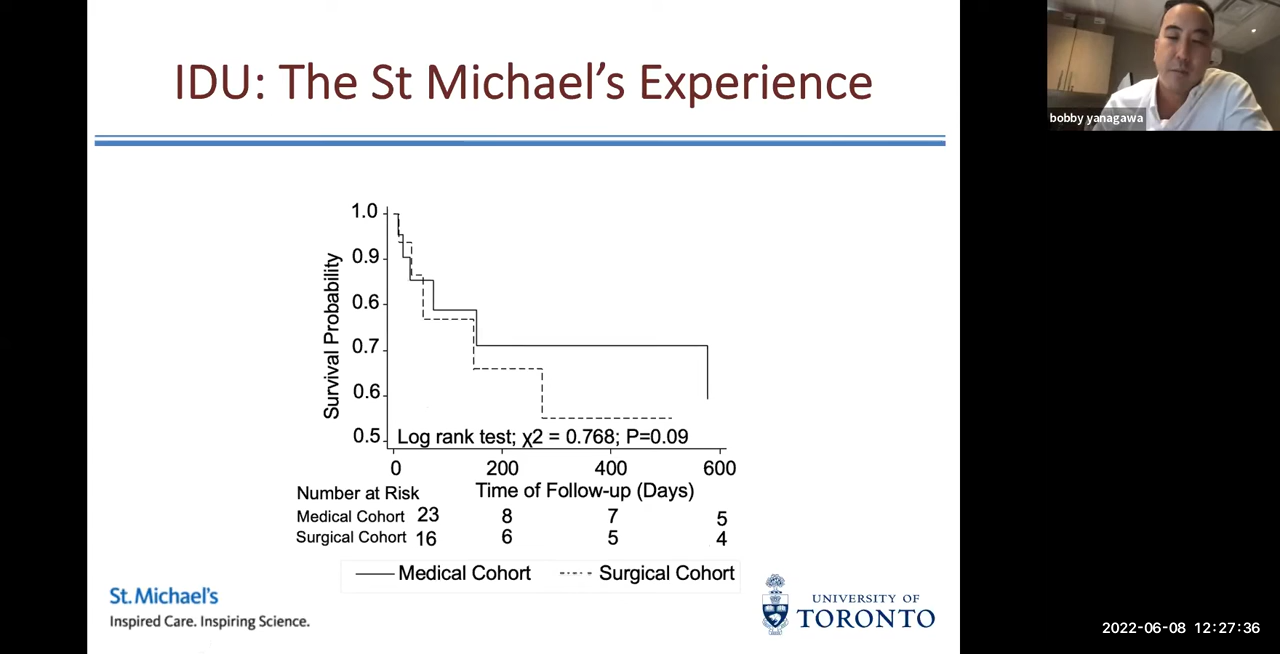 IDU: The St Michael's Experience
bobby yanagawa
Survival Probability
1.0
0.9
0.6
0.7
0.6
0.5
Log rank test; χ2 = 0.768; P=0.09
0 200 400 600
Time of Follow-up (Days)
Number at Risk
Medical Cohort 23 8 7 5
Surgical Cohort 16 6 5 4
Medical Cohort Surgical Cohort
St. Michael's
Inspired Care. Inspiring Science.
UNIVERSITY OF
TORONTO
2022-06-08 12:27:36